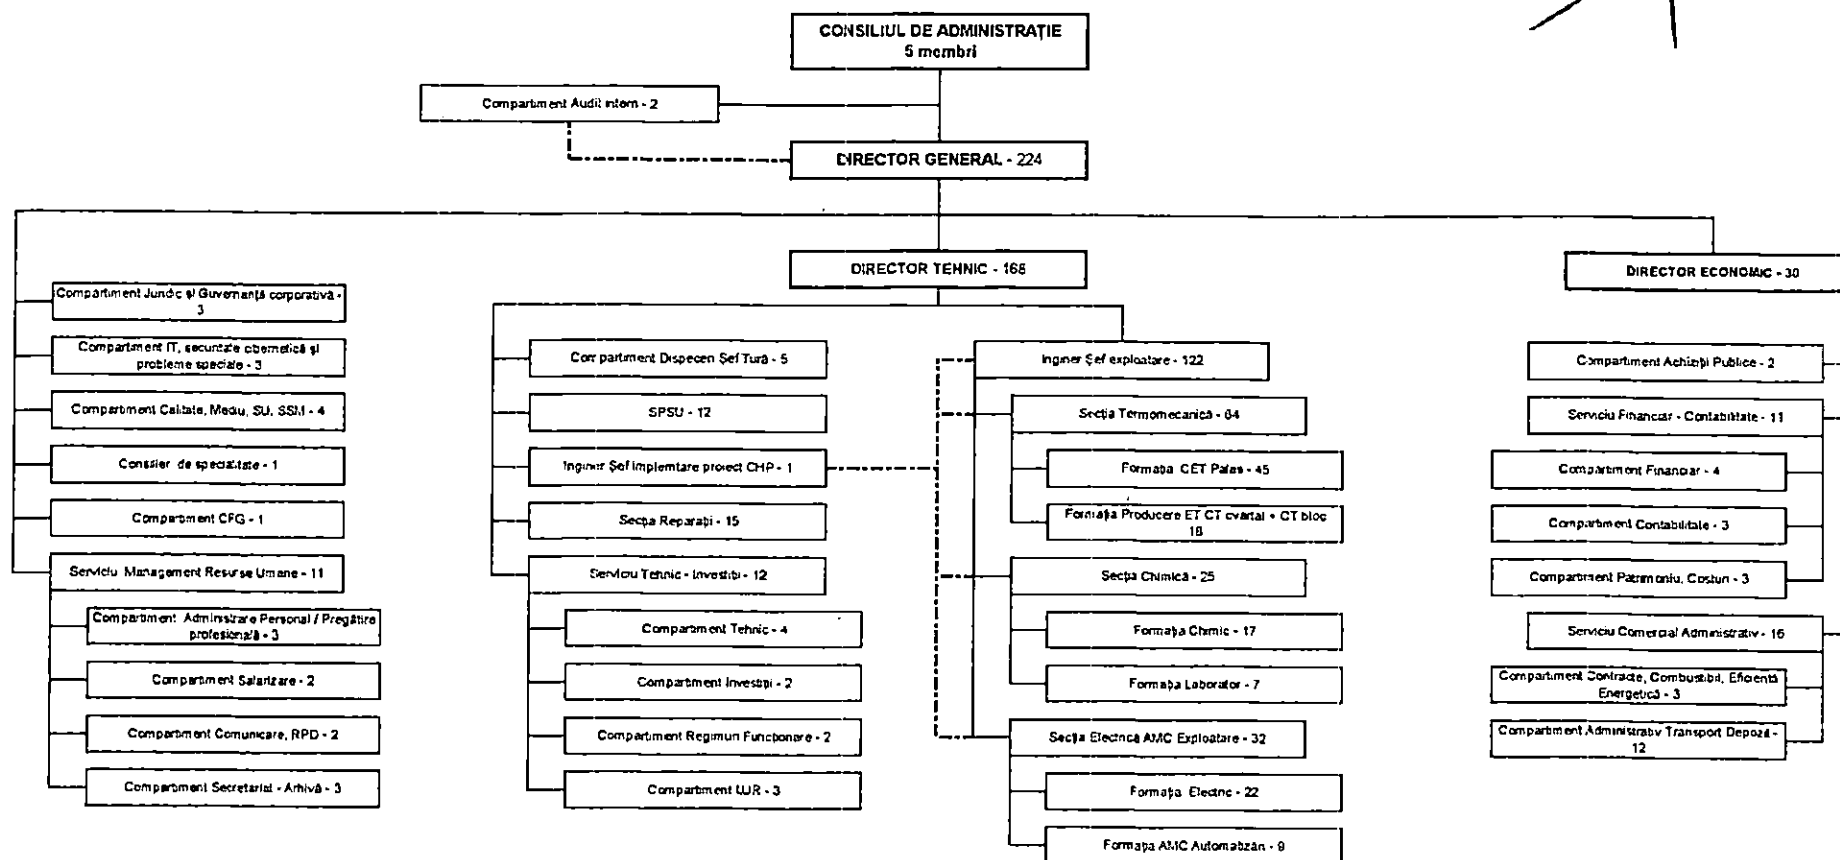 CONSILIUL DE ADMINISTRAȚIE
5 membri
Compartiment Audit intern - 2
DIRECTOR GENERAL - 224
DIRECTOR TEHNIC - 168
DIRECTOR ECONOMIC - 30
Compartiment Juridic și Guvernanță corporativă -
3
Compartiment IT, securitate cibernetică și
probleme speciale - 3
Compartiment Calitate, Mediu, SU, SSM - 4
Consilier de specialitate - 1
Compartiment CFG - 1
Serviciu Management Resurse Umane - 11
Compartiment Administrare Personal / Pregătire
profesională - 3
Compartiment Salarizare - 2
Compartiment Comunicare, RPD - 2
Compartiment Secretariat - Arhivă - 3
Compartiment Dispeceri Șef Tură - 5
SPSU - 12
Inginer Șef implemtare proiect CHP - 1
Secția Reparații - 15
Serviciu Tehnic - Investiții - 12
Compartiment Tehnic - 4
Compartiment Investiții - 2
Compartiment Regimuri Funcționare - 2
Compartiment UJR - 3
Inginer Șef exploatare - 122
Secția Termomecanică - 64
Formația CET Palas - 45
Formația Producere ET CT cvartal + CT bloc
18
Secția Chimică - 25
Formația Chimic - 17
Formația Laborator - 7
Secția Electrică AMC Exploatare - 32
Formația Electric - 22
Formația AMC Automatizări - 9
Compartiment Achiziții Publice - 2
Serviciu Financiar - Contabilitate - 11
Compartiment Financiar - 4
Compartiment Contabilitate - 3
Compartiment Patrimoniu, Costuri - 3
Serviciu Comercial Administrativ - 16
Compartiment Contracte, Combustibil, Eficiență
Energetică - 3
Compartiment Administrativ Transport Depozit -
12